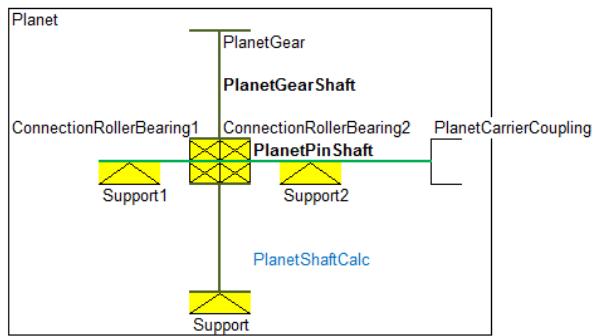 Planet
PlanetGear
PlanetGearShaft
ConnectionRollerBearing1
ConnectionRollerBearing2
PlanetCarrierCoupling
PlanetPinShaft
Support1
Support2
PlanetShaftCalc
Support